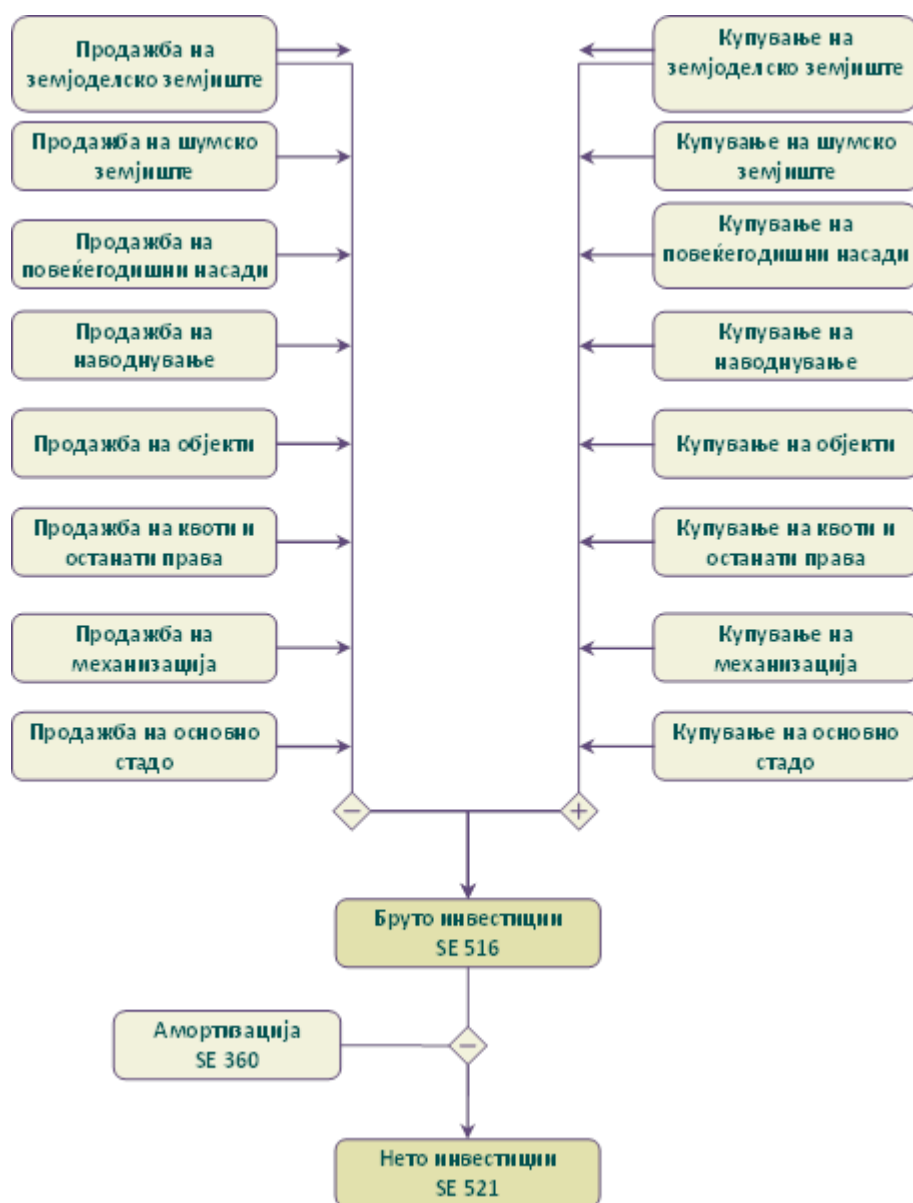 Продажба на
земјоделско земјиште
Купување на
земјоделско земјиште
Продажба на шумско
земјиште
Купување на шумско
земјиште
Продажба на
повеќегодишни насади
Купување на
повеќегодишни насади
Продажба на
наводнување
Купување на
наводнување
Продажба на објекти
Купување на објекти
Продажба на квоти и
останати права
Купување на квоти и
останати права
Продажба на
механизација
Купување на
механизација
Продажба на основно
стадо
Купување на основно
стадо
Бруто инвестиции
SE 516
Амортизација
SE 360
Нето инвестиции
SE 521